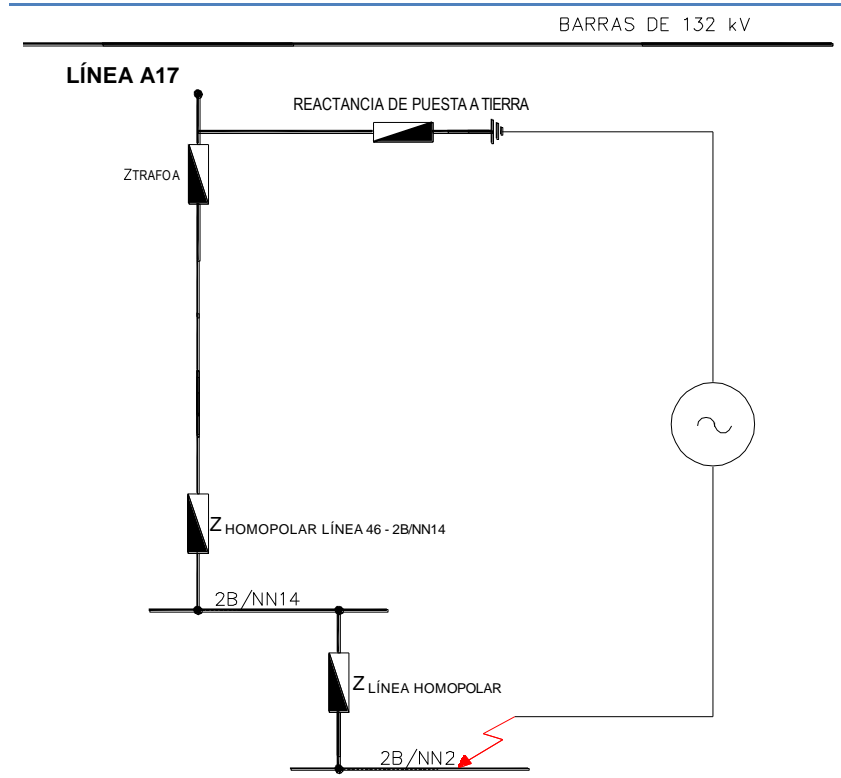 BARRAS DE 132 kV
LÍNEA A17
REACTANCIA DE PUESTA A TIERRA
ZTRAFO A
Z HOMOPOLAR LÍNEA 46 - 2B/NN14
2B/NN14
Z LÍNEA HOMOPOLAR
2B/NN2